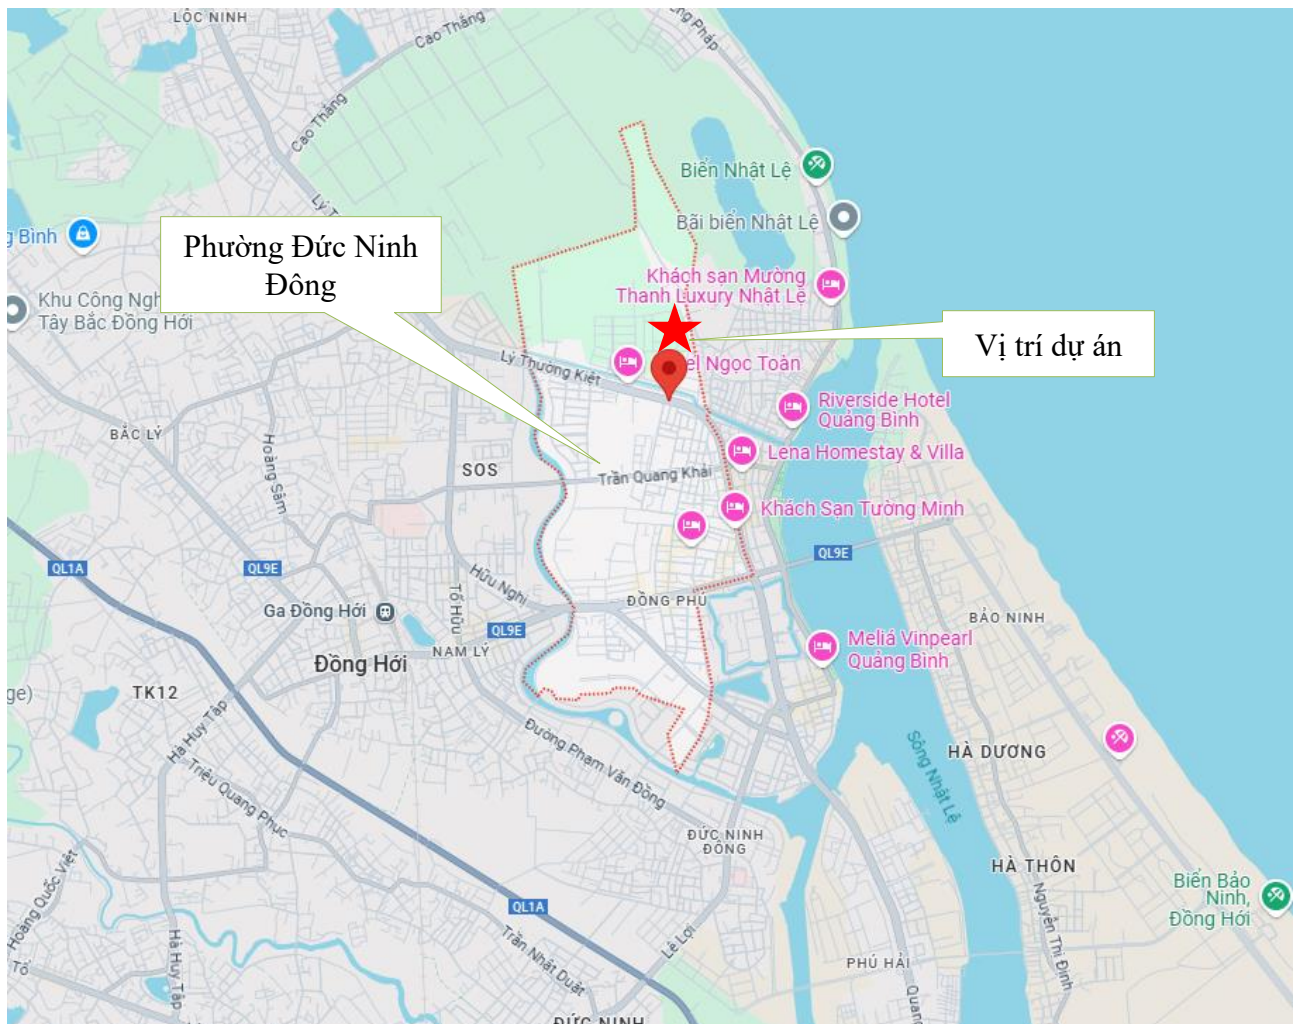 LỘC NINH
Cao Thắng
Cao Thắng
Biển Nhật Lệ
Bãi biển Nhật Lệ
Phường Đức Ninh
Đông
Bình
Khu Công Ngh
Tây Bắc Đồng Hới
Khách sạn Mường
Thanh Luxury Nhật Lệ
Vị trí dự án
Lý Thường Kiệt
el Ngọc Toàn
Riverside Hotel
Quảng Bình
BẮC LÝ
Hoàng Sâm
SOS
Trần Quang Khải
Lena Homestay & Villa
Khách Sạn Tường Minh
QL1A
QL9E
QL9E
Hữu Nghị
Tố Hữu
ĐỒNG PHÚ
Ga Đồng Hới
QL9E
NAM LÝ
BẢO NINH
Meliá Vinpearl
Quảng Bình
Đồng Hới
TK12
ge)
Hà Huy Tập
Triệu Quang Phục
Đường Phạm Văn Đồng
Sông Nhật Lệ
HÀ DƯƠNG
ĐỨC NINH
ĐÔNG
HÀ THÔN
Hoàng Quốc Việt
Biển Bảo
Ninh,
Đồng Hới
QL1A
Trần Nhật Duật
Lê Lợi
Nguyễn Thị Định
Hà Huy Tập
Tố
PHÚ HẢI
Quang
ĐỨC NINH